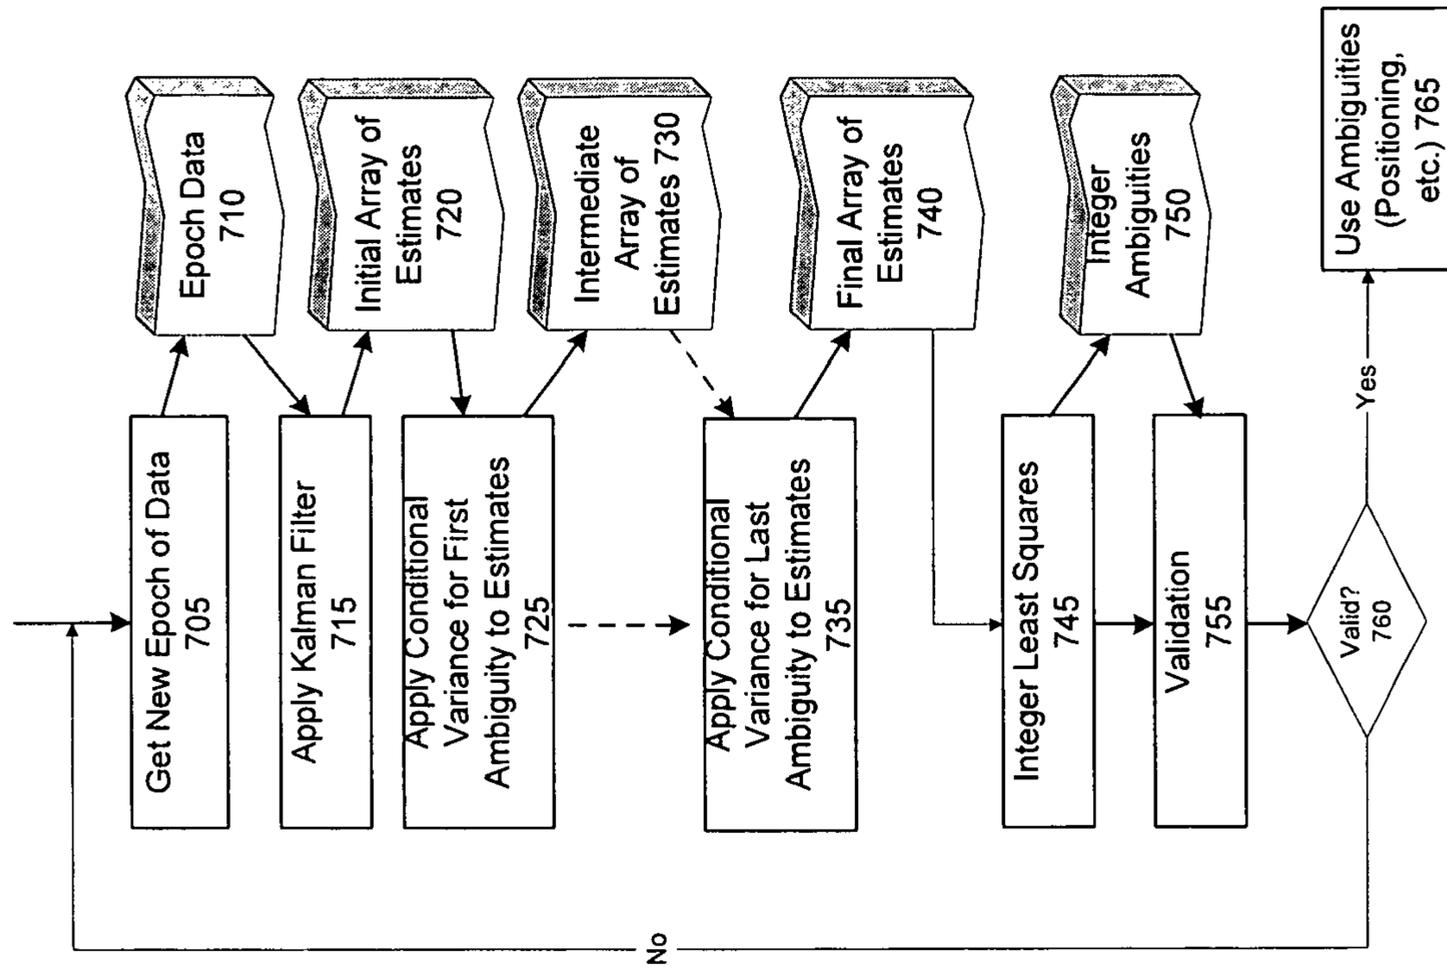 Get New Epoch of Data
705
Epoch Data
710
Apply Kalman Filter
715
Initial Array of
Estimates
720
Apply Conditional
Variance for First
Ambiguity to Estimates
725
Intermediate
Array of
Estimates 730
Apply Conditional
Variance for Last
Ambiguity to Estimates
735
Final Array of
Estimates
740
Integer Least Squares
745
Integer
Ambiguities
750
Validation
755
Valid?
760
No
Yes
Use Ambiguities
(Positioning,
etc.) 765